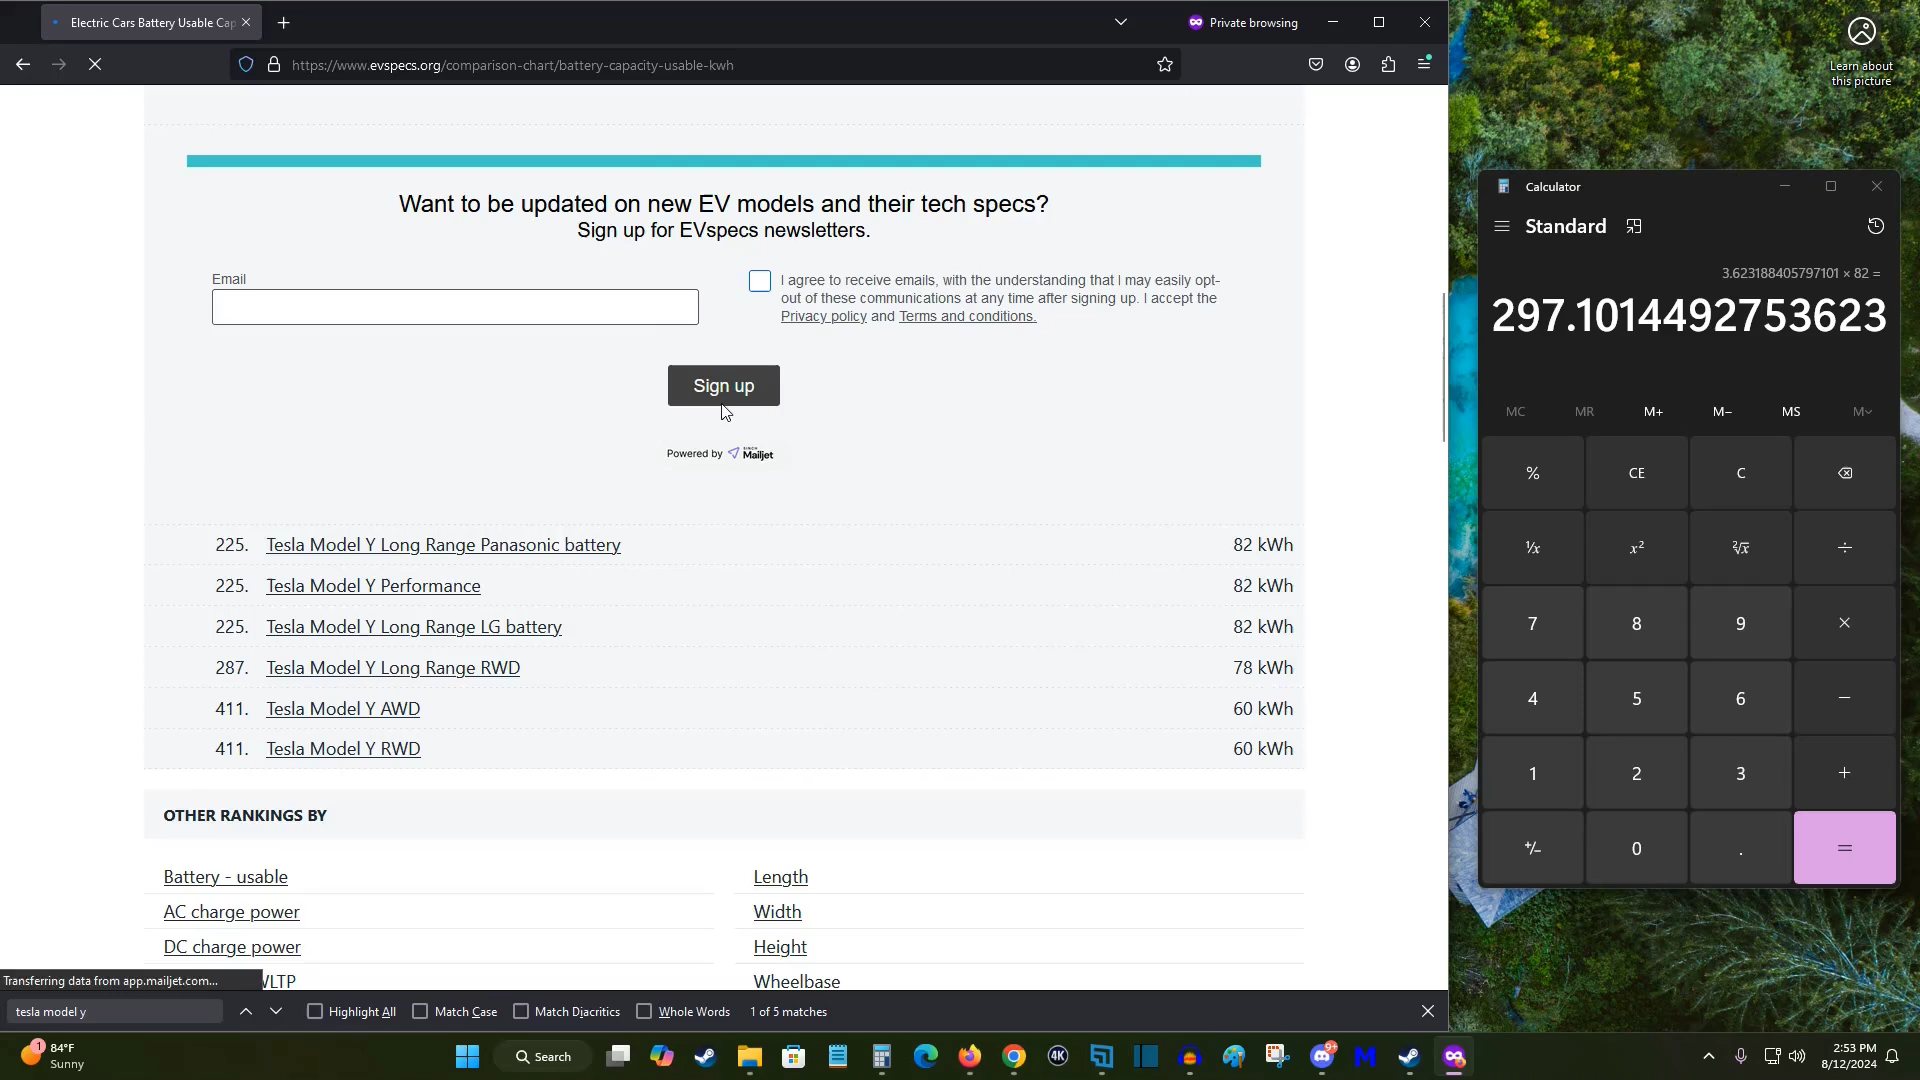 Electric Cars Battery Usable Cap
Private browsing
https://www.evspecs.org/comparison-chart/battery-capacity-usable-kwh
Learn about
this picture
Want to be updated on new EV models and their tech specs?
Sign up for EVspecs newsletters.
Email
I agree to receive emails, with the understanding that I may easily opt-
out of these communications at any time after signing up. I accept the
Privacy policy and Terms and conditions.
Sign up
Powered by SINCH Mailjet
225. Tesla Model Y Long Range Panasonic battery 82 kWh
225. Tesla Model Y Performance 82 kWh
225. Tesla Model Y Long Range LG battery 82 kWh
287. Tesla Model Y Long Range RWD 78 kWh
411. Tesla Model Y AWD 60 kWh
411. Tesla Model Y RWD 60 kWh
OTHER RANKINGS BY
Battery - usable
Length
AC charge power
Width
DC charge power
Height
WLTP
Wheelbase
Transferring data from app.mailjet.com...
tesla model y
Highlight All
Match Case
Match Diacritics
Whole Words
1 of 5 matches
Calculator
Standard
3.623188405797101 × 82 =
297.1014492753623
MC MR M+ M− MS M˅
% CE C
¹/x x² ²√x ÷
7 8 9 ×
4 5 6 −
1 2 3 +
+/− 0 . =
1
84°F
Sunny
Search
4K
9+
2:53 PM
8/12/2024